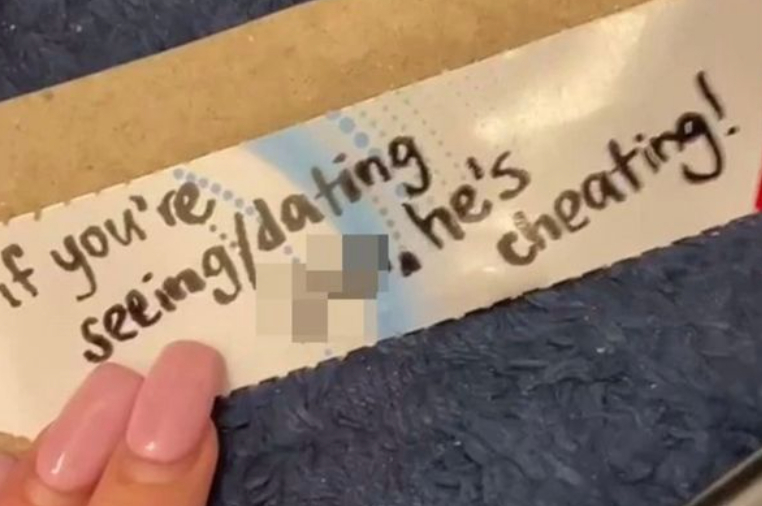 if you're
seeing/dating
, he's
cheating!